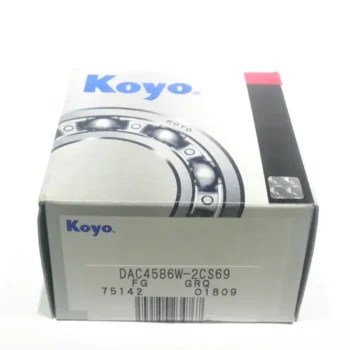 Koyo®
KOYO
Koyo®
DAC4586W-2CS69
FG GRQ
75142 01809